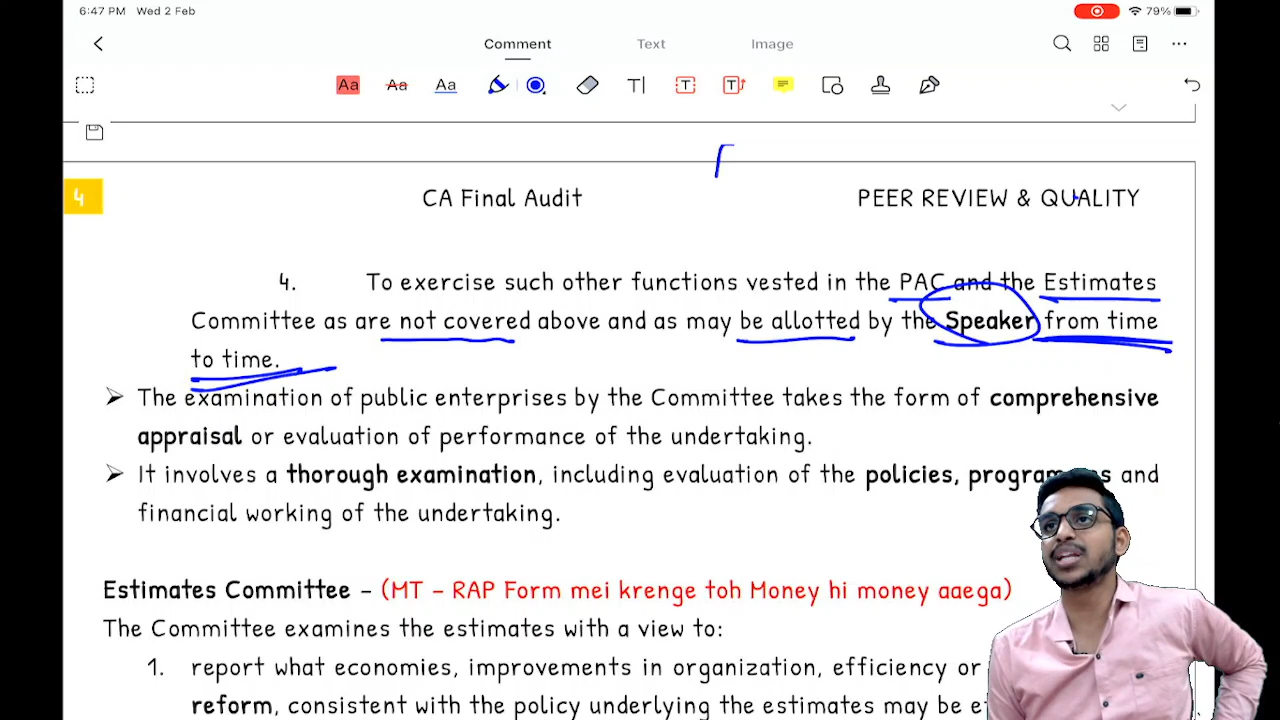 6:47 PM Wed 2 Feb
79%
Comment
Text
Image
Aa Aa Aa T T T
4
CA Final Audit
PEER REVIEW & QUALITY
4. To exercise such other functions vested in the PAC and the Estimates
Committee as are not covered above and as may be allotted by the Speaker from time
to time.
➢ The examination of public enterprises by the Committee takes the form of comprehensive
appraisal or evaluation of performance of the undertaking.
➢ It involves a thorough examination, including evaluation of the policies, and
financial working of the undertaking.
Estimates Committee – (MT – RAP Form mei krenge toh Money hi money aaega)
The Committee examines the estimates with a view to:
1. report what economies, improvements in organization, efficiency or
reform, consistent with the policy underlying the estimates may be